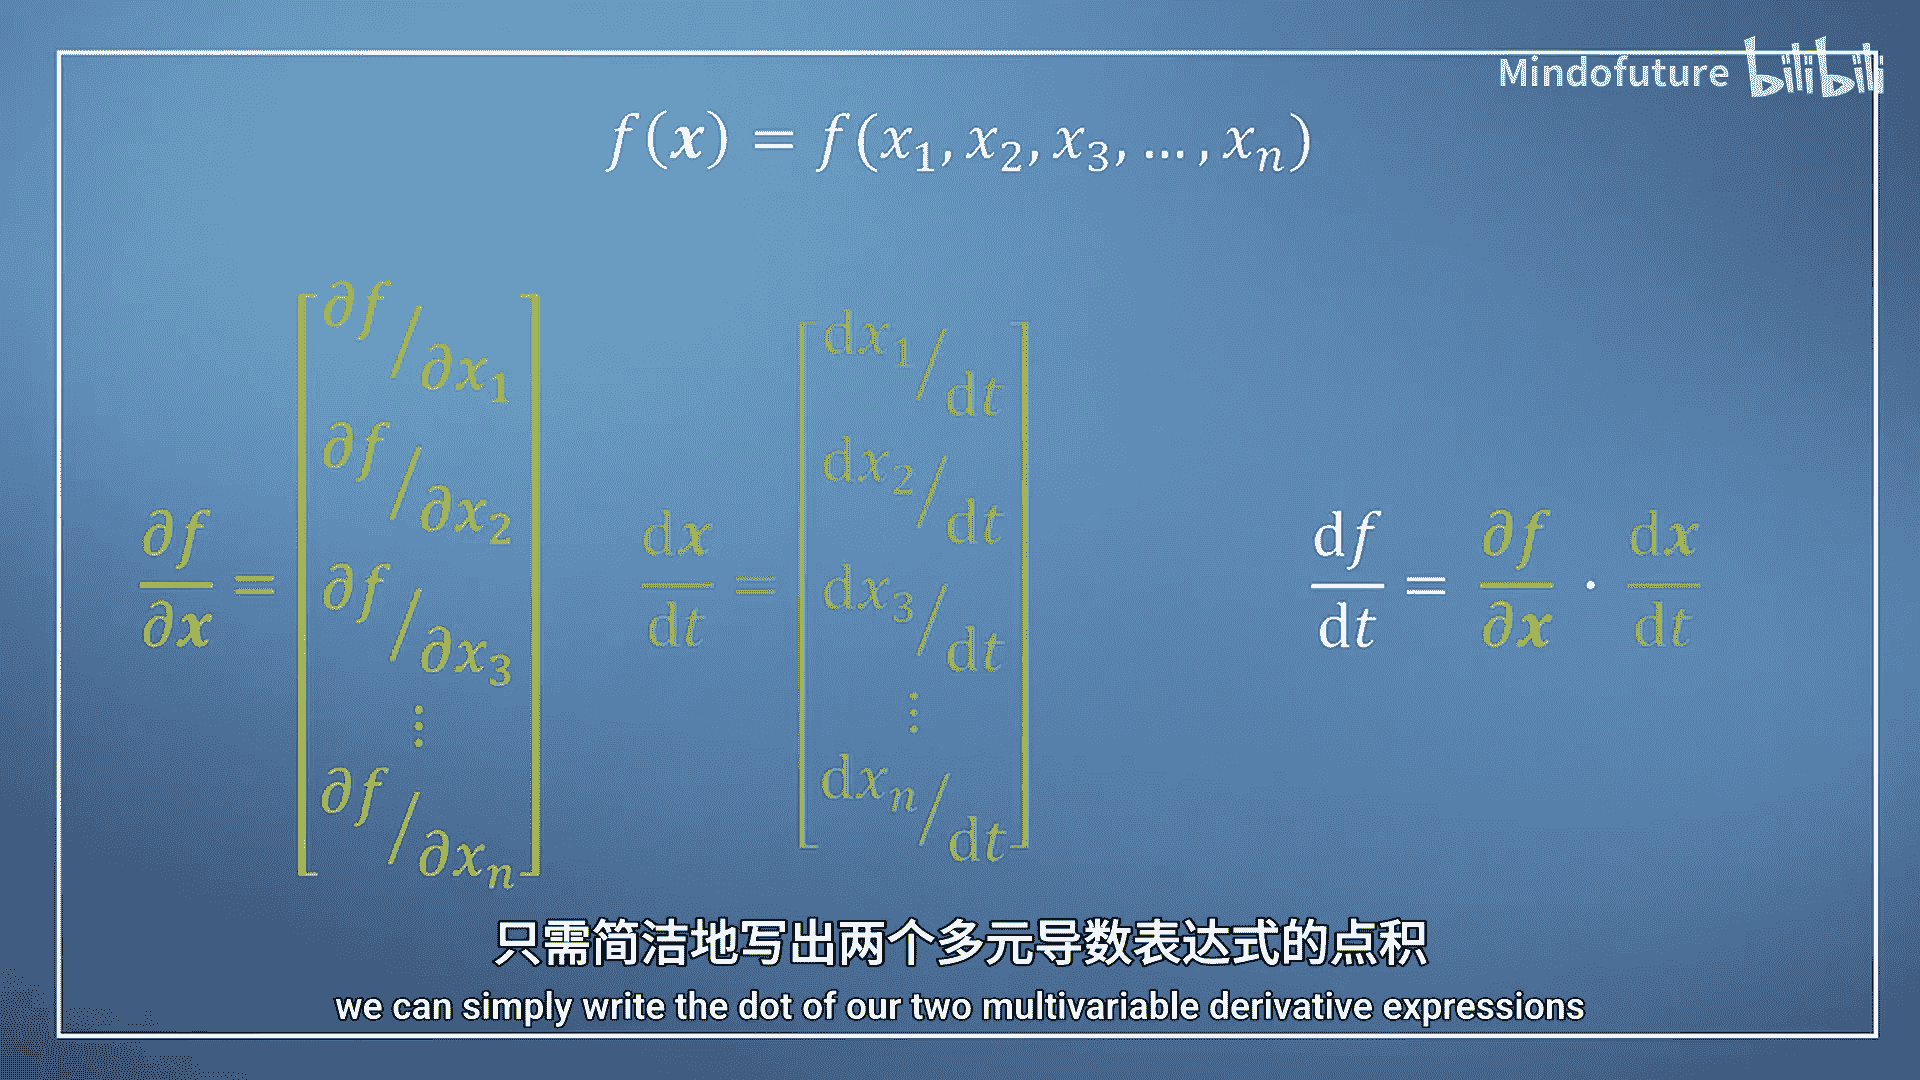 Mindofuture bilibili
f(x) = f(x₁, x₂, x₃, … , xₙ)
∂f/∂x = [∂f/∂x₁
∂f/∂x₂
∂f/∂x₃
⋮
∂f/∂xₙ]
dx/dt = [dx₁/dt
dx₂/dt
dx₃/dt
⋮
dxₙ/dt]
df/dt = ∂f/∂x · dx/dt
只需简洁地写出两个多元导数表达式的点积
we can simply write the dot of our two multivariable derivative expressions